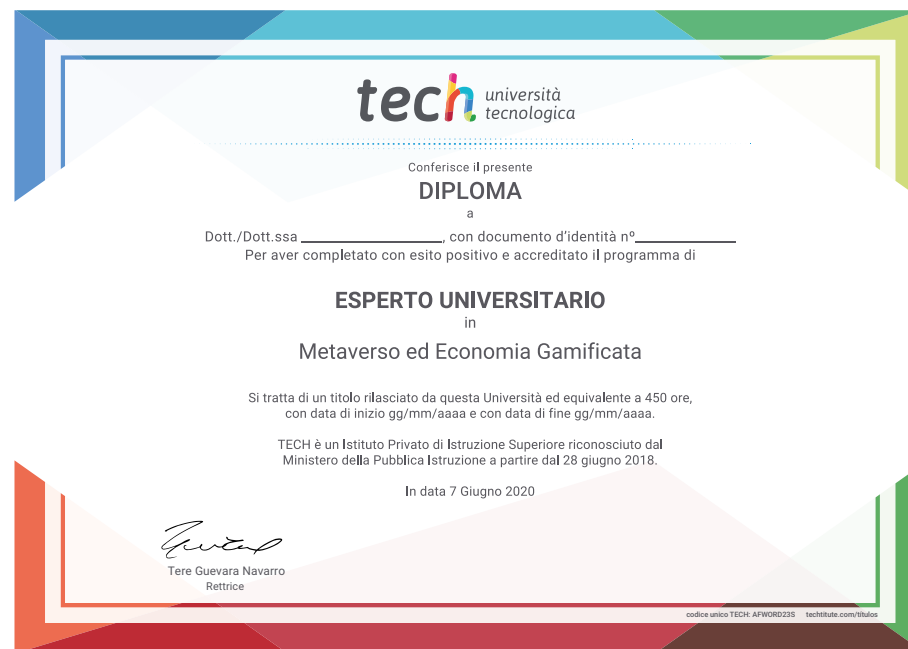 tech università
tecnologica
Conferisce il presente
DIPLOMA
a
Dott./Dott.ssa ____________________, con documento d'identità nº______________
Per aver completato con esito positivo e accreditato il programma di
ESPERTO UNIVERSITARIO
in
Metaverso ed Economia Gamificata
Si tratta di un titolo rilasciato da questa Università ed equivalente a 450 ore,
con data di inizio gg/mm/aaaa e con data di fine gg/mm/aaaa.
TECH è un Istituto Privato di Istruzione Superiore riconosciuto dal
Ministero della Pubblica Istruzione a partire dal 28 giugno 2018.
In data 7 Giugno 2020
Tere Guevara Navarro
Rettrice
codice unico TECH: AFWORD23S techtitute.com/titulos